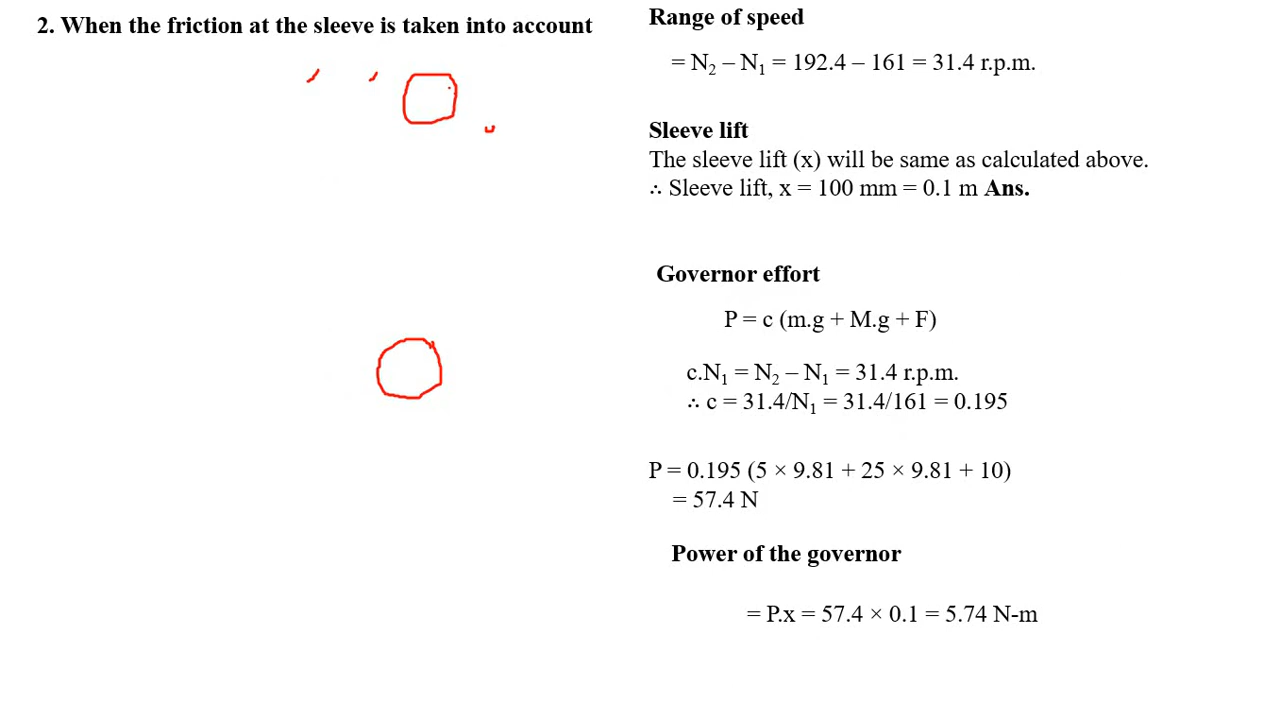 2. When the friction at the sleeve is taken into account
Range of speed
= N₂ – N₁ = 192.4 – 161 = 31.4 r.p.m.
Sleeve lift
The sleeve lift (x) will be same as calculated above.
∴ Sleeve lift, x = 100 mm = 0.1 m Ans.
Governor effort
P = c (m.g + M.g + F)
c.N₁ = N₂ – N₁ = 31.4 r.p.m.
∴ c = 31.4/N₁ = 31.4/161 = 0.195
P = 0.195 (5 × 9.81 + 25 × 9.81 + 10)
= 57.4 N
Power of the governor
= P.x = 57.4 × 0.1 = 5.74 N-m